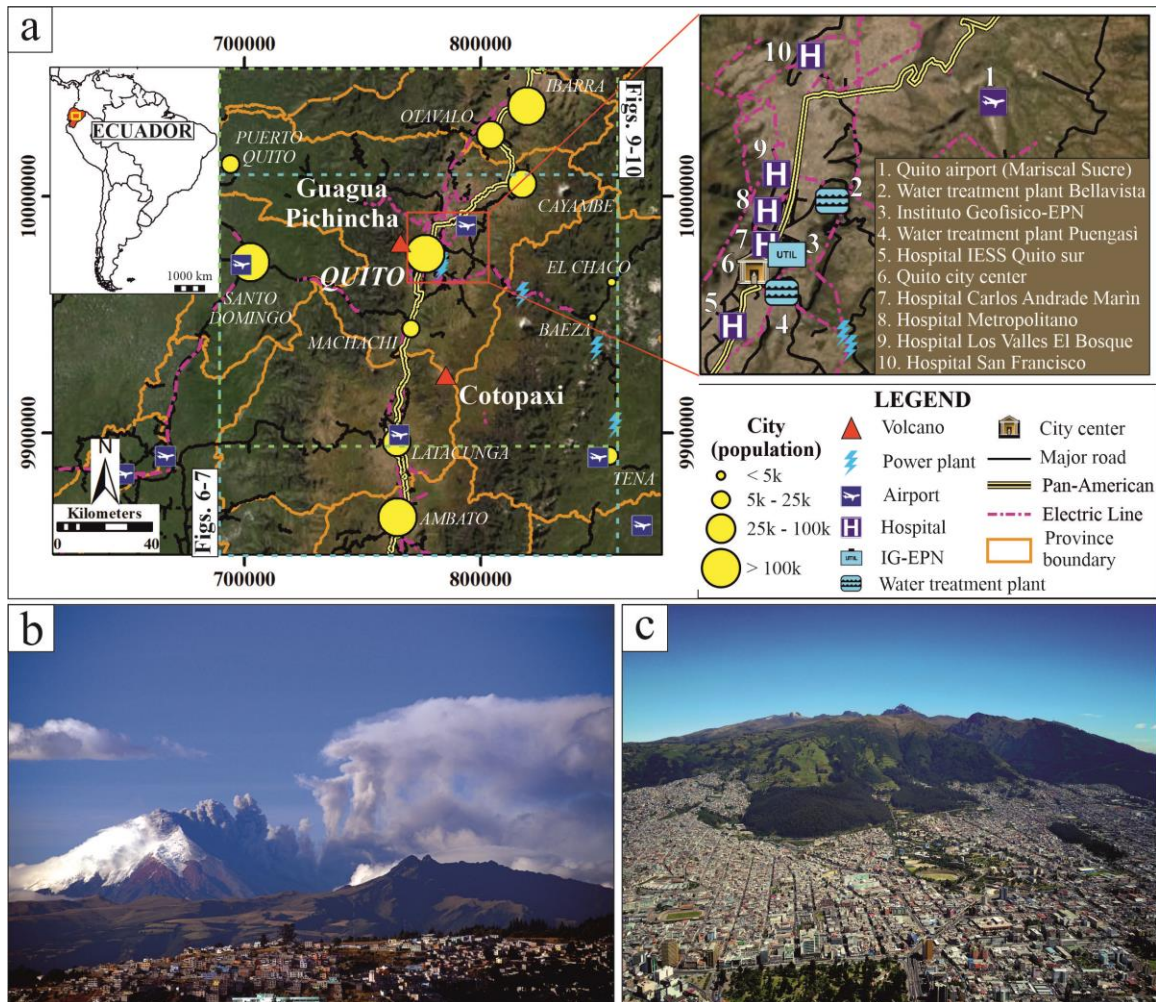 a
700000
800000
ECUADOR
1000 km
PUERTO
QUITO
Guagua
Pichincha
QUITO
SANTO
DOMINGO
OTAVALO
IBARRA
CAYAMBE
EL CHACO
BAEZA
MACHACHI
Cotopaxi
LATACUNGA
TENA
AMBATO
N
Kilometers
0
40
Figs. 6-7
Figs. 9-10
10000000
9900000
10000000
9900000
700000
800000
10
1
9
8
2
7
3
6
5
4
UTIL
1. Quito airport (Mariscal Sucre)
2. Water treatment plant Bellavista
3. Instituto Geofisico-EPN
4. Water treatment plant Puengasì
5. Hospital IESS Quito sur
6. Quito city center
7. Hospital Carlos Andrade Marìn
8. Hospital Metropolitano
9. Hospital Los Valles El Bosque
10. Hospital San Francisco
LEGEND
City
(population)
< 5k
5k - 25k
25k - 100k
> 100k
Volcano
Power plant
Airport
H Hospital
UTIL IG-EPN
Water treatment plant
City center
Major road
Pan-American
Electric Line
Province
boundary
b
c